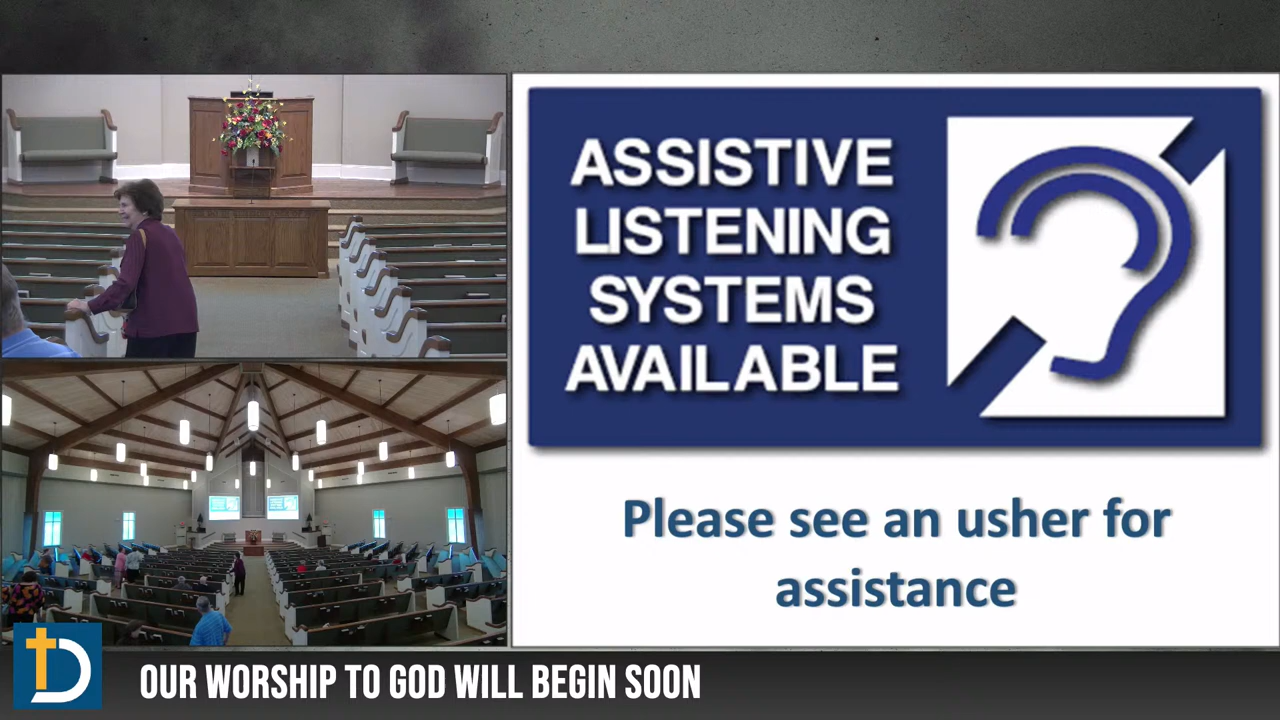 ASSISTIVE
LISTENING
SYSTEMS
AVAILABLE
Please see an usher for
assistance
OUR WORSHIP TO GOD WILL BEGIN SOON